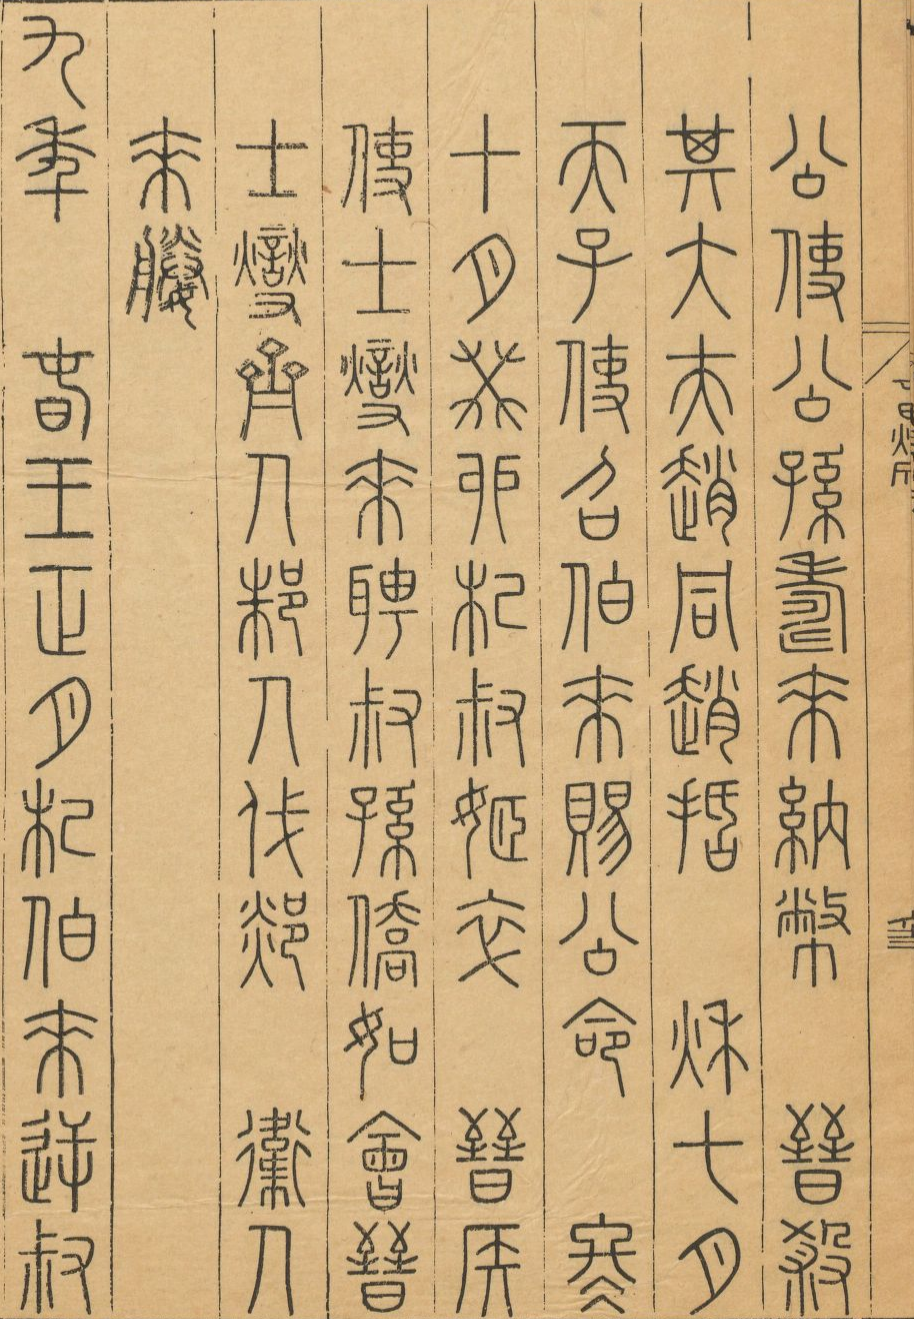 公使公孫壽來納幣　晉殺
其大夫趙同趙括　秋七月
天子使召伯來賜公命　冬
十月癸卯杞叔姬卒　晉侯
使士燮來聘叔孫僑如會晉
士燮齊人邾人伐郯　衛人
來媵
九年　春王正月杞伯來逆叔